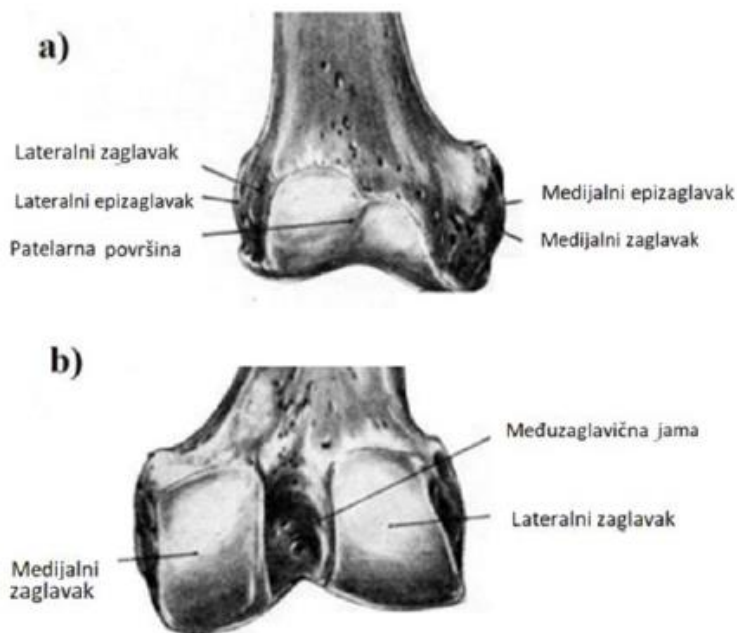 a)
Lateralni zaglavak
Lateralni epizaglavak
Patelarna površina
Medijalni epizaglavak
Medijalni zaglavak
b)
Međuzaglavična jama
Lateralni zaglavak
Medijalni
zaglavak